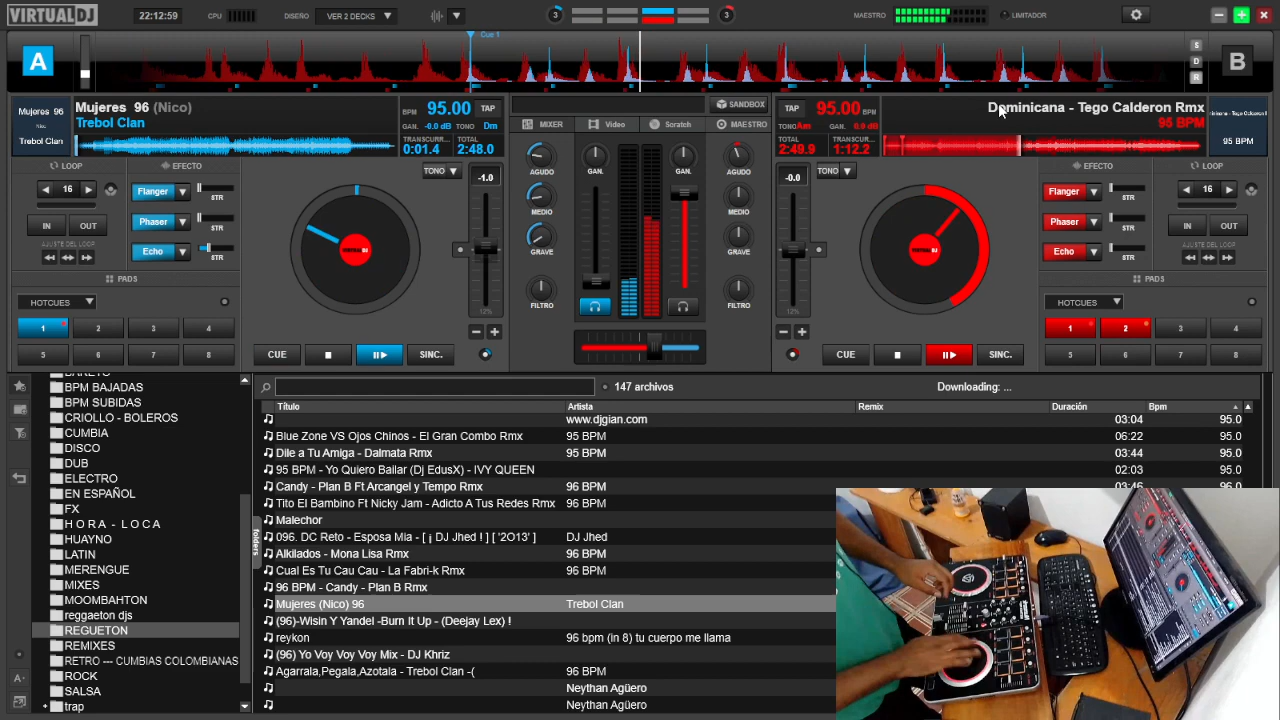 VIRTUALDJ
22:12:59
CPU
DISEÑO
VER 2 DECKS
3
3
MAESTRO
LIMITADOR
Cue 1
A
S
D
R
B
Mujeres 96
Nico
Trebol Clan
Mujeres 96 (Nico)
Trebol Clan
BPM 95.00 TAP
GAN. -0.0 dB TONO Dm
TRANSCURR. TOTAL
0:01.4 2:48.0
SANDBOX
MIXER
Video
Scratch
MAESTRO
TAP 95.00 BPM
TONO Am GAN. 0.0 dB
TOTAL TRANSCUR
2:49.9 1:12.2
Dominicana - Tego Calderon Rmx
95 BPM
95 BPM
LOOP
16
IN
OUT
AJUSTE DEL LOOP
EFECTO
Flanger
STR
Phaser
STR
Echo
STR
PADS
HOTCUES
1 2 3 4
5 6 7 8
TONO
-1.0
12%
CUE
SINC.
AGUDO
MEDIO
GRAVE
FILTRO
GAN.
GAN.
AGUDO
MEDIO
GRAVE
FILTRO
VIRTUAL DJ
VIRTUAL DJ
-0.0
TONO
12%
CUE
SINC.
EFECTO
Flanger
STR
Phaser
STR
Echo
STR
LOOP
16
IN
OUT
AJUSTE DEL LOOP
PADS
HOTCUES
1 2 3 4
5 6 7 8
BPM BAJADAS
BPM SUBIDAS
CRIOLLO - BOLEROS
CUMBIA
DISCO
DUB
ELECTRO
EN ESPAÑOL
FX
H O R A - L O C A
HUAYNO
LATIN
MERENGUE
MIXES
MOOMBAHTON
reggaeton djs
REGUETON
REMIXES
RETRO --- CUMBIAS COLOMBIANAS
ROCK
SALSA
trap
folders
147 archivos
Downloading: ...
Título Artista Remix Duración Bpm
www.djgian.com 03:04 95.0
Blue Zone VS Ojos Chinos - El Gran Combo Rmx 95 BPM 06:22 95.0
Dile a Tu Amiga - Dalmata Rmx 95 BPM 03:44 95.0
95 BPM - Yo Quiero Bailar (Dj EdusX) - IVY QUEEN 02:03 95.0
Candy - Plan B Ft Arcangel y Tempo Rmx 96 BPM 03:46 96.0
Tito El Bambino Ft Nicky Jam - Adicto A Tus Redes Rmx 96 BPM
Malechor
096. DC Reto - Esposa Mia - [ ¡ DJ Jhed ! ] [ '2O13' ] DJ Jhed
Alkilados - Mona Lisa Rmx 96 BPM
Cual Es Tu Cau Cau - La Fabri-k Rmx 96 BPM
96 BPM - Candy - Plan B Rmx
Mujeres (Nico) 96 Trebol Clan
(96)-Wisin Y Yandel -Burn It Up - (Deejay Lex) !
reykon 96 bpm (in 8) tu cuerpo me llama
(96) Yo Voy Voy Voy Mix - DJ Khriz
Agarrala,Pegala,Azotala - Trebol Clan -( 96 BPM
Neythan Agüero
Neythan Agüero